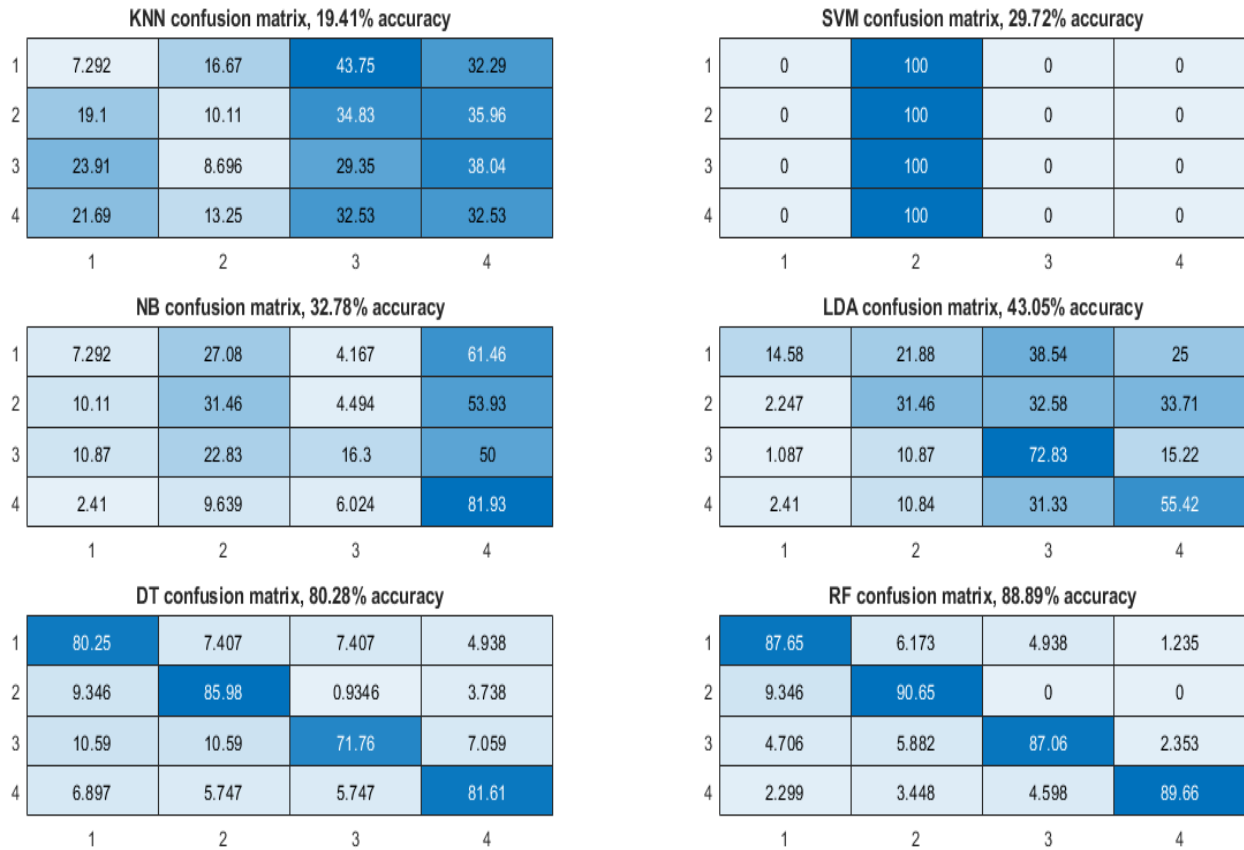 KNN confusion matrix, 19.41% accuracy
1 7.292 16.67 43.75 32.29
2 19.1 10.11 34.83 35.96
3 23.91 8.696 29.35 38.04
4 21.69 13.25 32.53 32.53
1 2 3 4
SVM confusion matrix, 29.72% accuracy
1 0 100 0 0
2 0 100 0 0
3 0 100 0 0
4 0 100 0 0
1 2 3 4
NB confusion matrix, 32.78% accuracy
1 7.292 27.08 4.167 61.46
2 10.11 31.46 4.494 53.93
3 10.87 22.83 16.3 50
4 2.41 9.639 6.024 81.93
1 2 3 4
LDA confusion matrix, 43.05% accuracy
1 14.58 21.88 38.54 25
2 2.247 31.46 32.58 33.71
3 1.087 10.87 72.83 15.22
4 2.41 10.84 31.33 55.42
1 2 3 4
DT confusion matrix, 80.28% accuracy
1 80.25 7.407 7.407 4.938
2 9.346 85.98 0.9346 3.738
3 10.59 10.59 71.76 7.059
4 6.897 5.747 5.747 81.61
1 2 3 4
RF confusion matrix, 88.89% accuracy
1 87.65 6.173 4.938 1.235
2 9.346 90.65 0 0
3 4.706 5.882 87.06 2.353
4 2.299 3.448 4.598 89.66
1 2 3 4